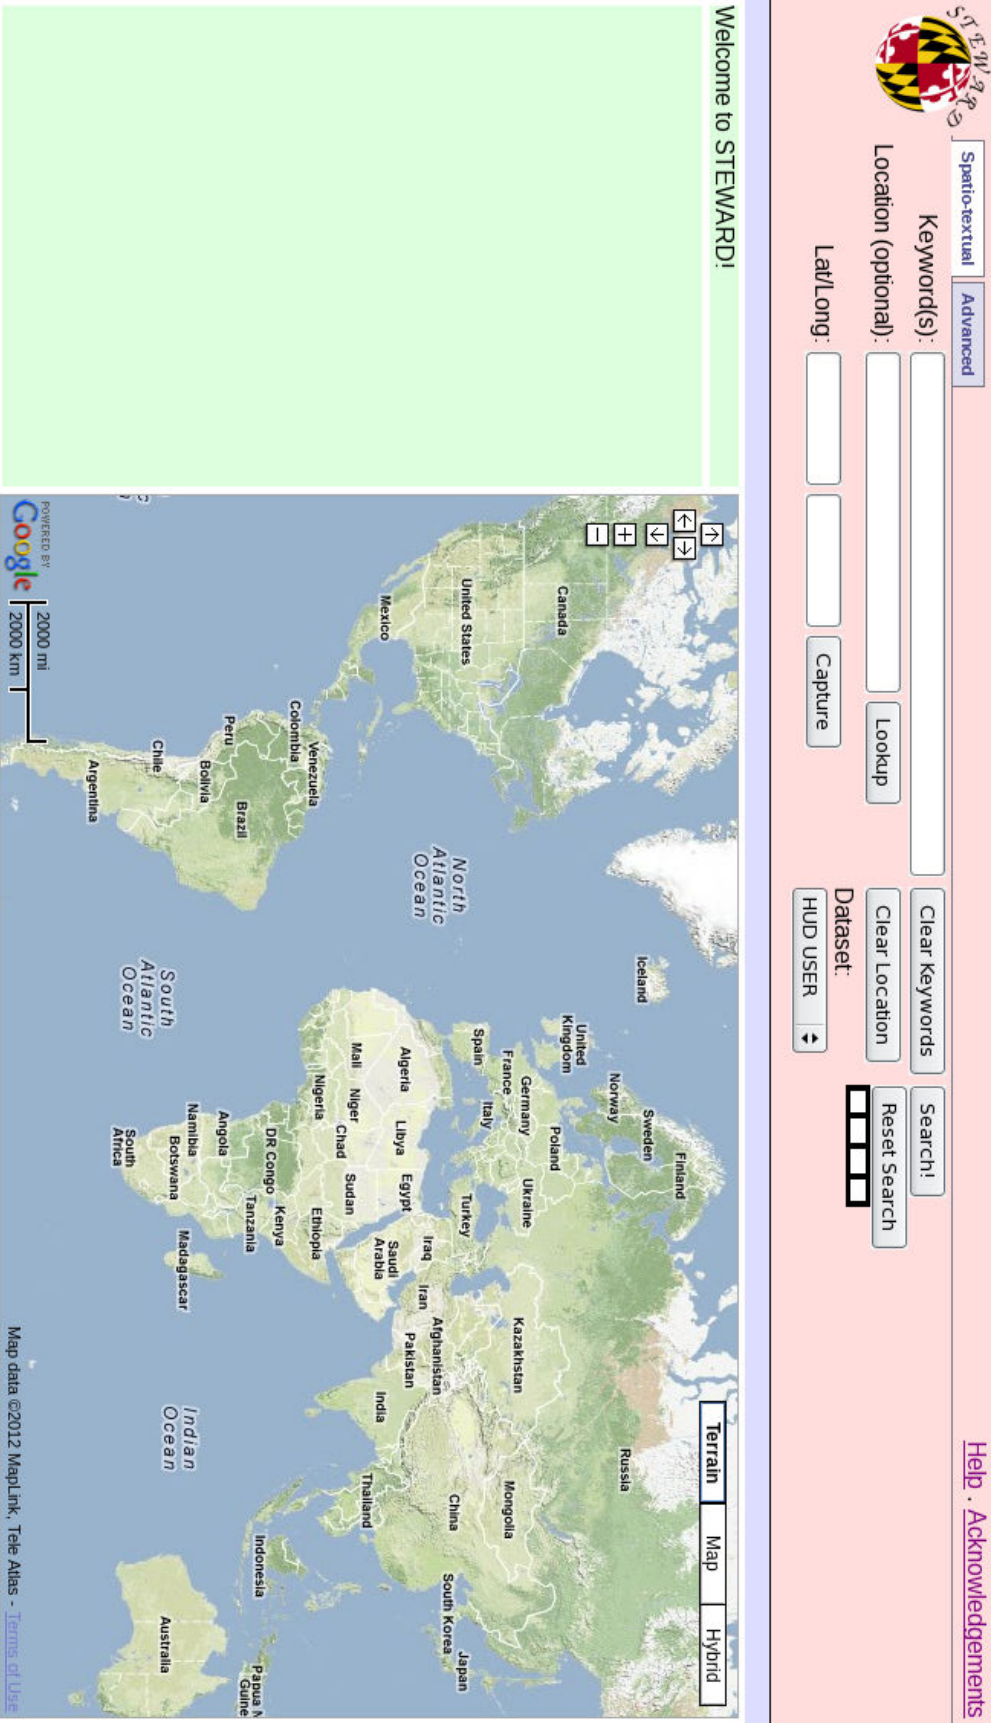 STEWARD
Spatio-textual
Advanced
Help . Acknowledgements
Keyword(s):
Clear Keywords
Search!
Location (optional):
Lookup
Clear Location
Reset Search
Lat/Long:
Capture
Dataset:
HUD USER
Welcome to STEWARD!
Terrain
Map
Hybrid
Canada
United States
Mexico
Venezuela
Colombia
Peru
Brazil
Bolivia
Chile
Argentina
North
Atlantic
Ocean
South
Atlantic
Ocean
Iceland
Finland
Sweden
Norway
Russia
United
Kingdom
Poland
Germany
Ukraine
France
Kazakhstan
Mongolia
Spain
Italy
Turkey
China
South Korea
Japan
Afghanistan
Iraq
Iran
Pakistan
Algeria
Libya
Egypt
Saudi
Arabia
India
Thailand
Mali
Niger
Chad
Sudan
Nigeria
Ethiopia
DR Congo
Kenya
Tanzania
Indonesia
Papua N
Guine
Angola
Namibia
Botswana
Madagascar
South
Africa
Indian
Ocean
Australia
POWERED BY
Google
2000 mi
2000 km
Map data ©2012 MapLink, Tele Atlas - Terms of Use